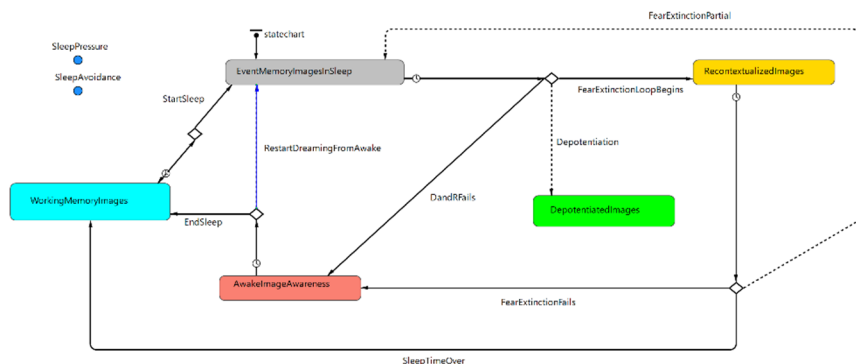 FearExtinctionPartial
statechart
SleepPressure
EventMemoryImagesInSleep
RecontextualizedImages
SleepAvoidance
FearExtinctionLoopBegins
StartSleep
RestartDreamingFromAwake
Depotentiation
WorkingMemoryImages
DandRFails
DepotentiatedImages
EndSleep
AwakeImageAwareness
FearExtinctionFails
SleepTimeOver